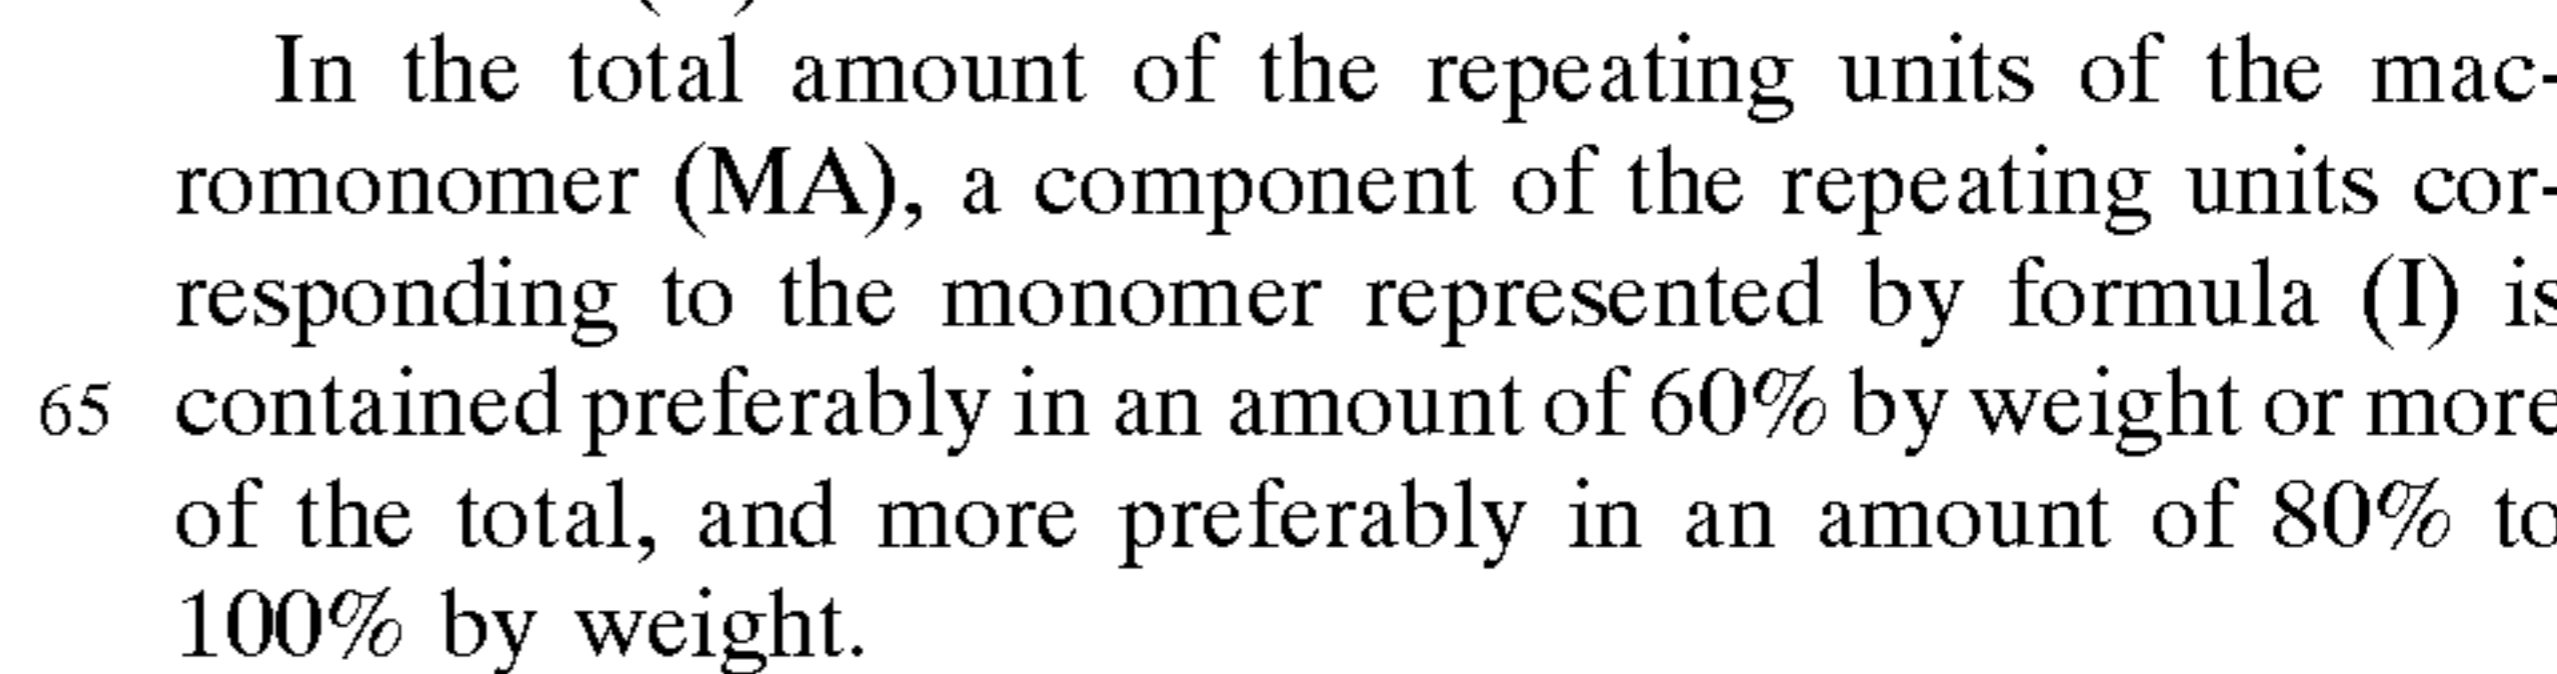 In the total amount of the repeating units of the mac-
romonomer (MA), a component of the repeating units cor-
responding to the monomer represented by formula (I) is
65 contained preferably in an amount of 60% by weight or more
of the total, and more preferably in an amount of 80% to
100% by weight.